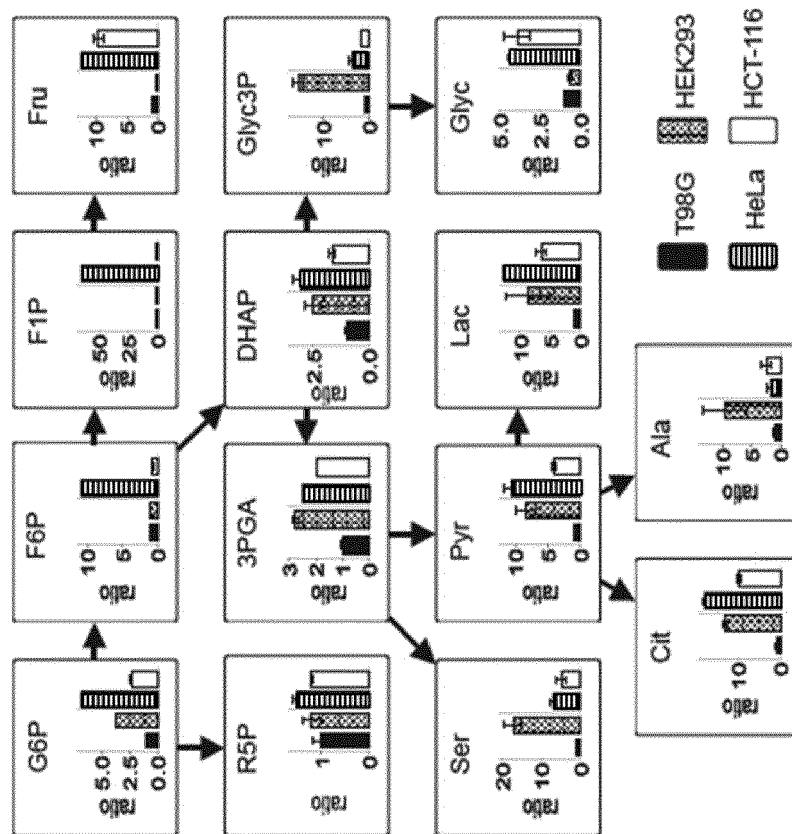 G6P
ratio
5.0
2.5
0.0
F6P
ratio
10
5
0
F1P
ratio
50
25
0
Fru
ratio
10
5
0
R5P
ratio
1
0
3PGA
ratio
3
2
1
0
DHAP
ratio
2.5
0.0
Glyc3P
ratio
10
0
Ser
ratio
20
10
0
Pyr
ratio
10
5
0
Lac
ratio
10
5
0
Glyc
ratio
5.0
2.5
0.0
Cit
ratio
10
0
Ala
ratio
10
5
0
T98G
HEK293
HeLa
HCT-116